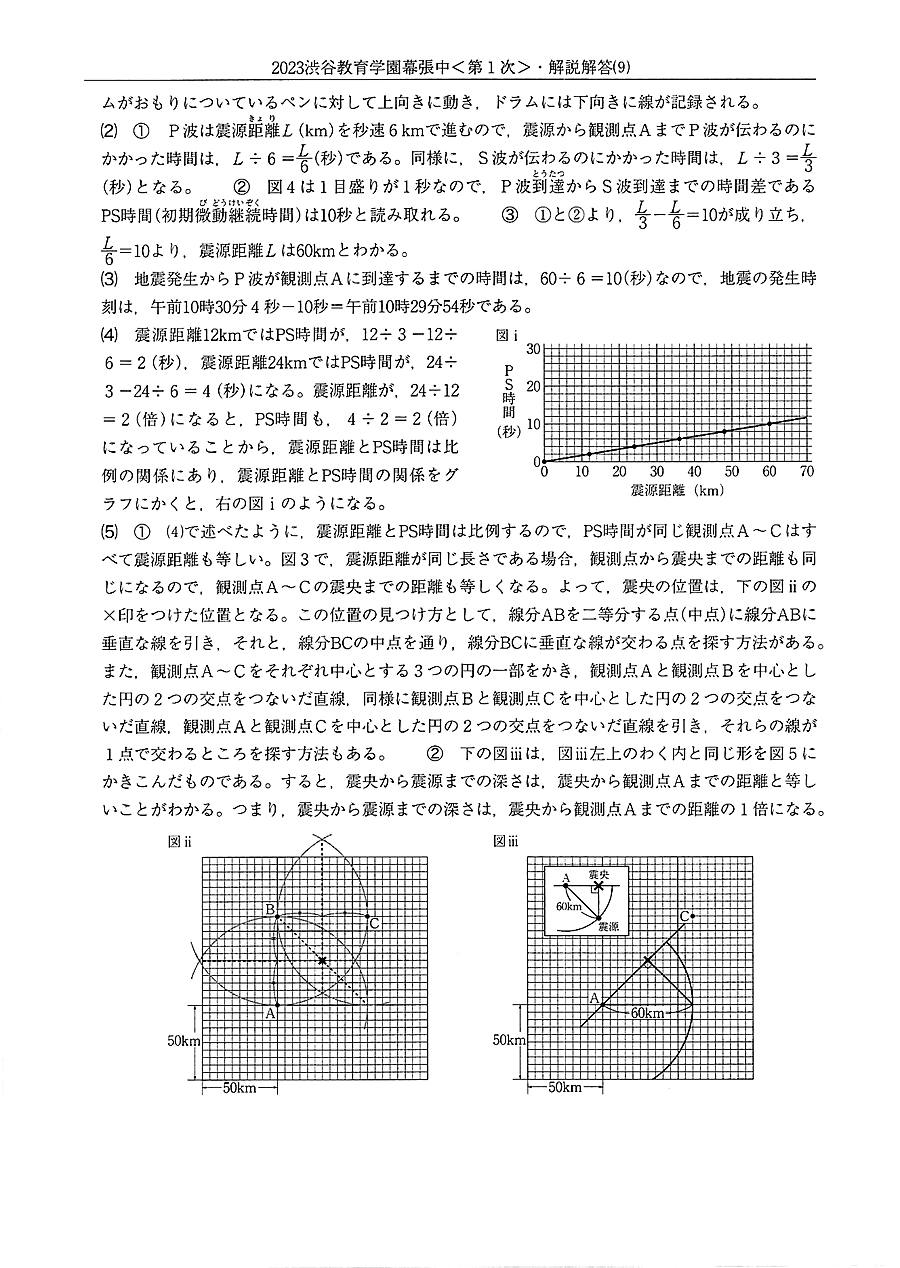 2023渋谷教育学園幕張中＜第1次＞・解説解答(9)
ムがおもりについているペンに対して上向きに動き，ドラムには下向きに線が記録される。
(2) ① P波は震源距離L(km)を秒速6kmで進むので，震源から観測点AまでP波が伝わるのに
かかった時間は，L÷6＝L/6(秒)である。同様に，S波が伝わるのにかかった時間は，L÷3＝L/3
(秒)となる。 ② 図4は1目盛りが1秒なので，P波到達からS波到達までの時間差である
PS時間(初期微動継続時間)は10秒と読み取れる。 ③ ①と②より，L/3－L/6＝10が成り立ち，
L/6＝10より，震源距離Lは60kmとわかる。
(3) 地震発生からP波が観測点Aに到達するまでの時間は，60÷6＝10(秒)なので，地震の発生時
刻は，午前10時30分4秒－10秒＝午前10時29分54秒である。
(4) 震源距離12kmではPS時間が，12÷3－12÷
6＝2(秒)，震源距離24kmではPS時間が，24÷
3－24÷6＝4(秒)になる。震源距離が，24÷12
＝2(倍)になると，PS時間も，4÷2＝2(倍)
になっていることから，震源距離とPS時間は比
例の関係にあり，震源距離とPS時間の関係をグ
ラフにかくと，右の図iのようになる。
図i
PS時間(秒)
30
20
10
0
0 10 20 30 40 50 60 70
震源距離(km)
(5) ① (4)で述べたように，震源距離とPS時間は比例するので，PS時間が同じ観測点A～Cはす
べて震源距離も等しい。図3で，震源距離が同じ長さである場合，観測点から震央までの距離も同
じになるので，観測点A～Cの震央までの距離も等しくなる。よって，震央の位置は，下の図iiの
×印をつけた位置となる。この位置の見つけ方として，線分ABを二等分する点(中点)に線分ABに
垂直な線を引き，それと，線分BCの中点を通り，線分BCに垂直な線が交わる点を探す方法がある。
また，観測点A～Cをそれぞれ中心とする3つの円の一部をかき，観測点Aと観測点Bを中心とし
た円の2つの交点をつないだ直線，同様に観測点Bと観測点Cを中心とした円の2つの交点をつな
いだ直線，観測点Aと観測点Cを中心とした円の2つの交点をつないだ直線を引き，それらの線が
1点で交わるところを探す方法もある。 ② 下の図iiiは，図iii左上のわく内と同じ形を図5に
かきこんだものである。すると，震央から震源までの深さは，震央から観測点Aまでの距離と等し
いことがわかる。つまり，震央から震源までの深さは，震央から観測点Aまでの距離の1倍になる。
図ii
B
C
A
50km
50km
図iii
A 震央
60km
震源
C
A
60km
50km
50km